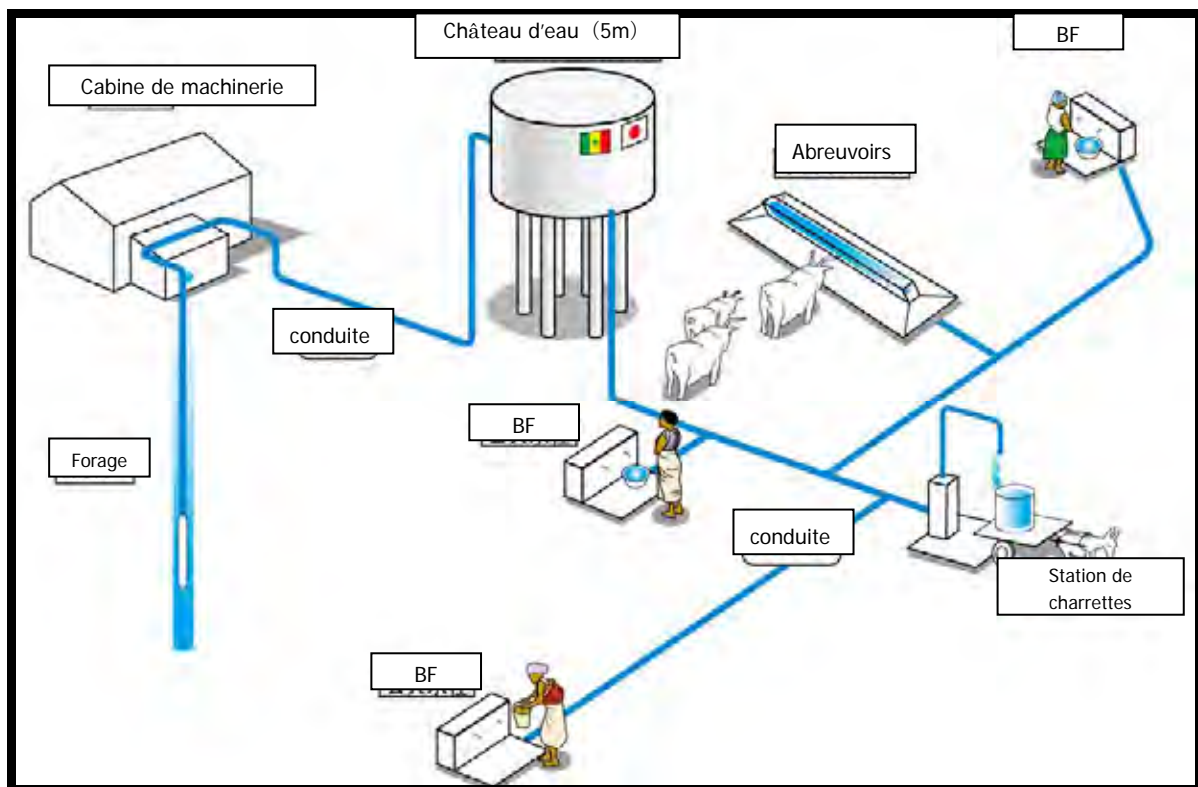 Château d'eau (5m)
BF
Cabine de machinerie
Abreuvoirs
conduite
BF
Forage
conduite
Station de
charrettes
BF